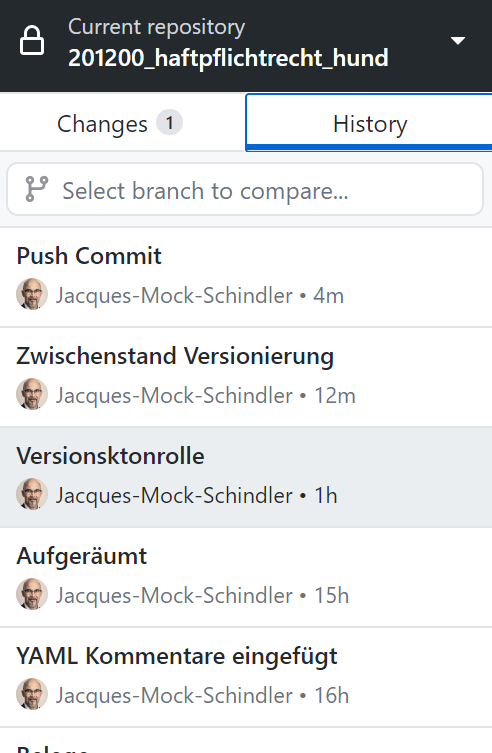 Current repository
201200_haftpflichtrecht_hund
Changes 1
History
Select branch to compare...
Push Commit
Jacques-Mock-Schindler • 4m
Zwischenstand Versionierung
Jacques-Mock-Schindler • 12m
Versionsktonrolle
Jacques-Mock-Schindler • 1h
Aufgeräumt
Jacques-Mock-Schindler • 15h
YAML Kommentare eingefügt
Jacques-Mock-Schindler • 16h